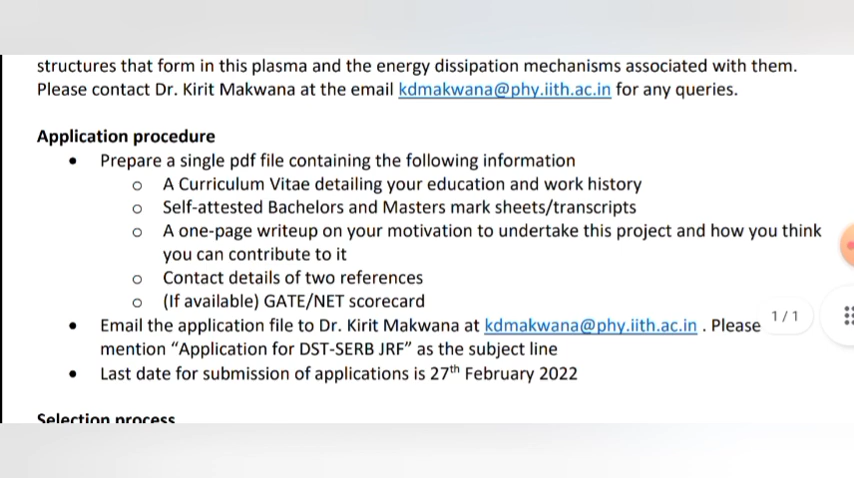 structures that form in this plasma and the energy dissipation mechanisms associated with them.
Please contact Dr. Kirit Makwana at the email kdmakwana@phy.iith.ac.in for any queries.
Application procedure
• Prepare a single pdf file containing the following information
o A Curriculum Vitae detailing your education and work history
o Self-attested Bachelors and Masters mark sheets/transcripts
o A one-page writeup on your motivation to undertake this project and how you think
you can contribute to it
o Contact details of two references
o (If available) GATE/NET scorecard
• Email the application file to Dr. Kirit Makwana at kdmakwana@phy.iith.ac.in . Please
mention “Application for DST-SERB JRF” as the subject line
• Last date for submission of applications is 27th February 2022
1/1
Selection process